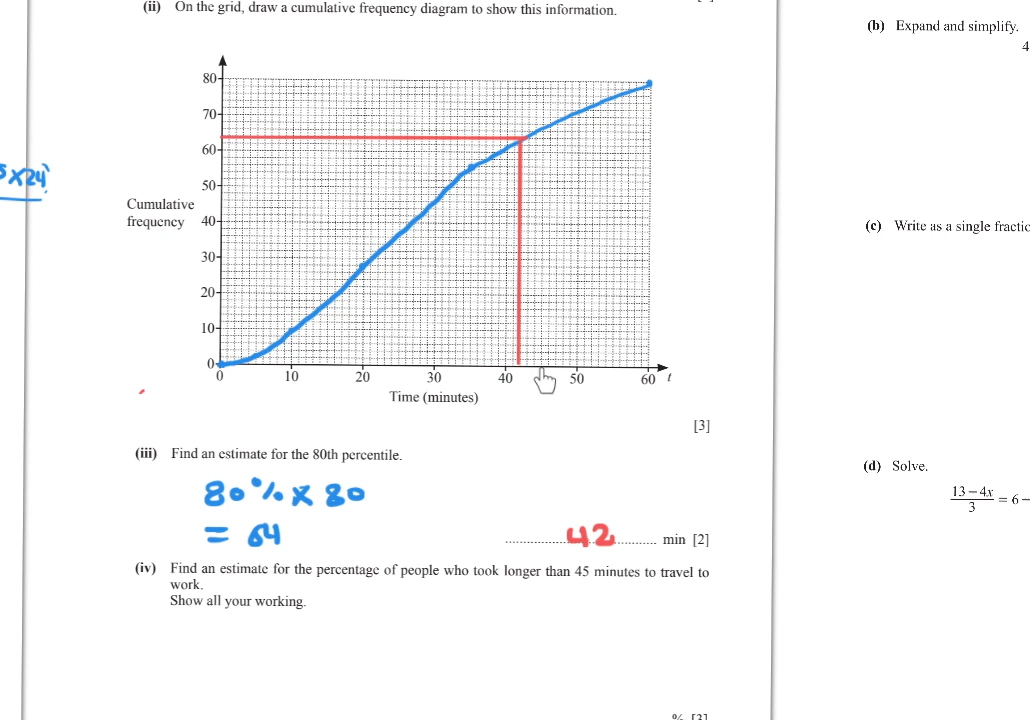 (ii) On the grid, draw a cumulative frequency diagram to show this information.
80
70
60
50
40
30
20
10
0
Cumulative
frequency
0 10 20 30 40 50 60 t
Time (minutes)
[3]
(iii) Find an estimate for the 80th percentile.
80% x 80
= 64
42 min [2]
(iv) Find an estimate for the percentage of people who took longer than 45 minutes to travel to
work.
Show all your working.
% [3]
x24
(b) Expand and simplify.
4
(c) Write as a single
(d) Solve.
13 – 4x
3
= 6 –